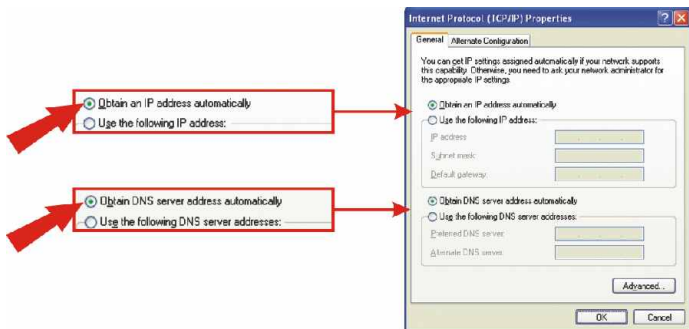 Obtain an IP address automatically
Use the following IP address:
Obtain DNS server address automatically
Use the following DNS server addresses:
Internet Protocol (TCP/IP) Properties
General
Alternate Configuration
You can get IP settings assigned automatically if your network supports
this capability. Otherwise, you need to ask your network administrator for
the appropriate IP settings.
Obtain an IP address automatically
Use the following IP address:
IP address:
Subnet mask:
Default gateway:
Obtain DNS server address automatically
Use the following DNS server addresses:
Preferred DNS server:
Alternate DNS server:
Advanced...
OK
Cancel